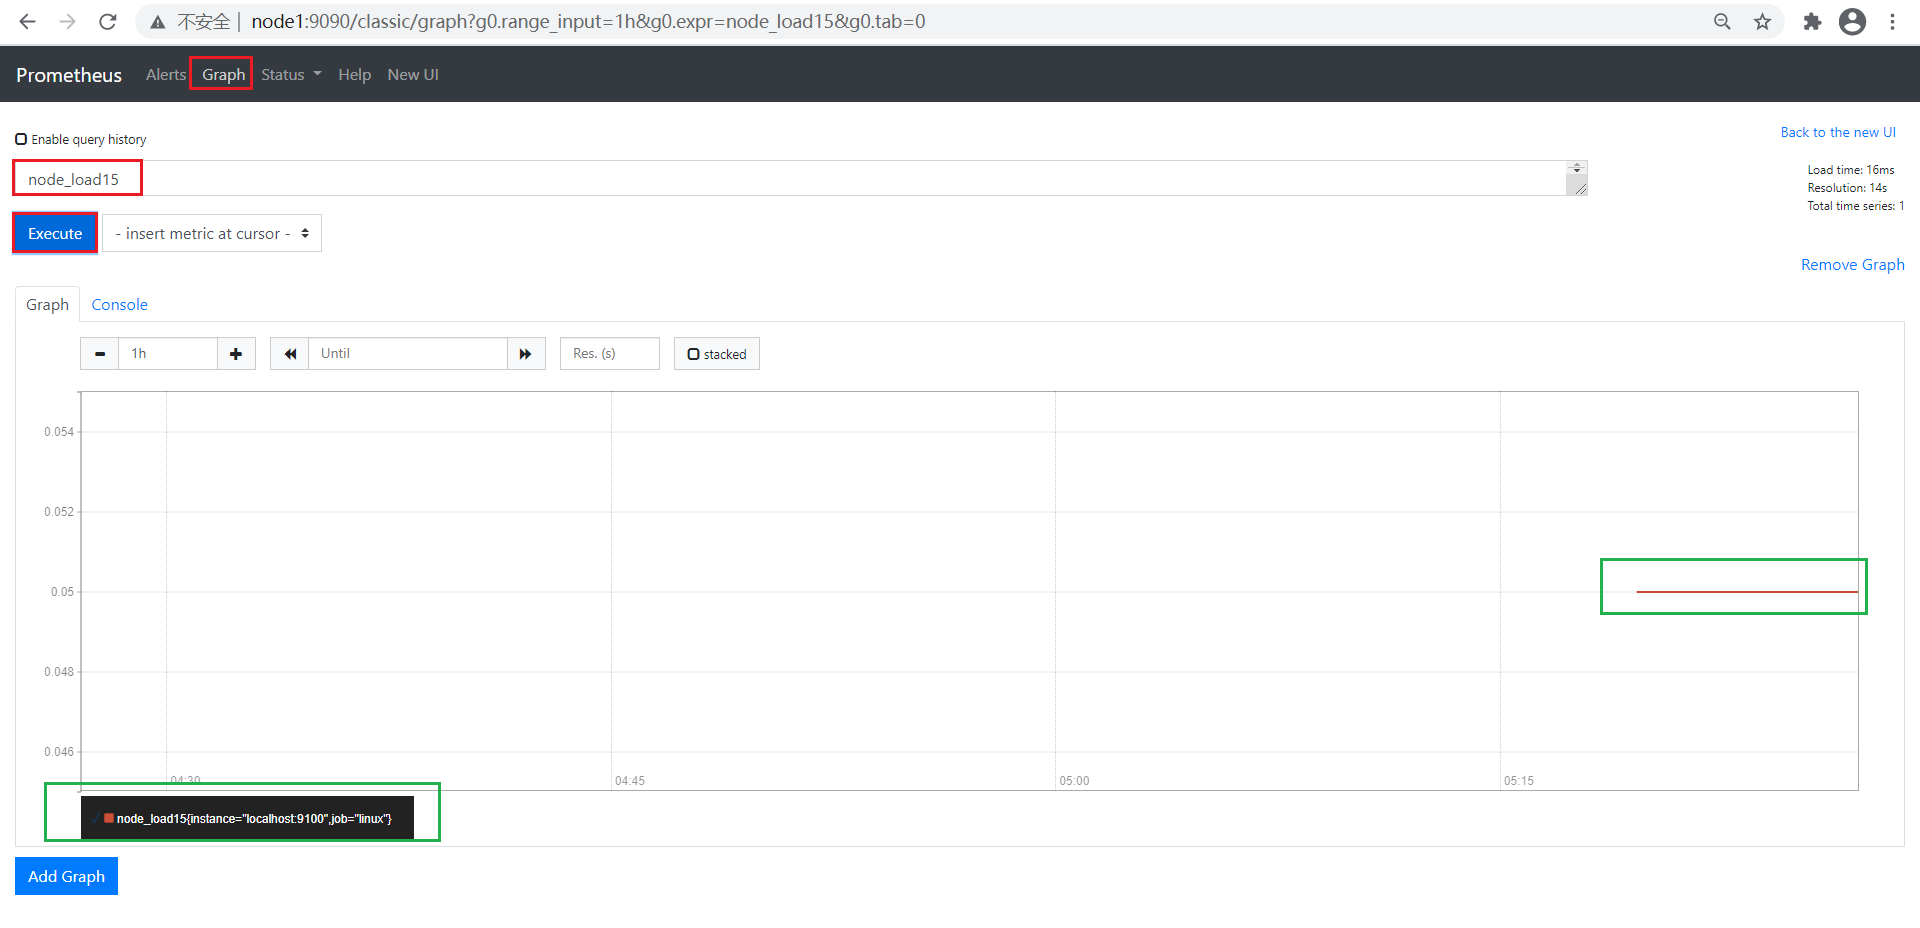 不安全 | node1:9090/classic/graph?g0.range_input=1h&g0.expr=node_load15&g0.tab=0
Prometheus Alerts Graph Status Help New UI
Enable query history
Back to the new UI
node_load15
Load time: 16ms
Resolution: 14s
Total time series: 1
Execute - insert metric at cursor -
Remove Graph
Graph Console
1h Until Res. (s) stacked
0.054
0.052
0.05
0.048
0.046
04:30 04:45 05:00 05:15
node_load15{instance="localhost:9100",job="linux"}
Add Graph